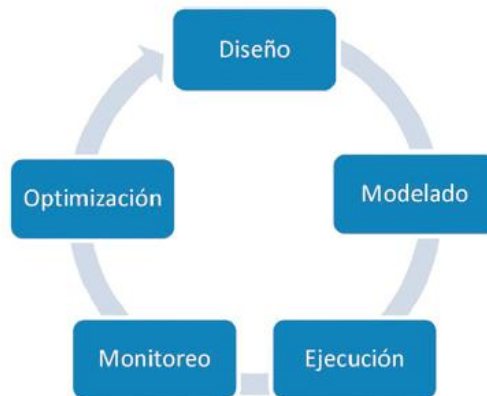 Diseño
Modelado
Ejecución
Monitoreo
Optimización